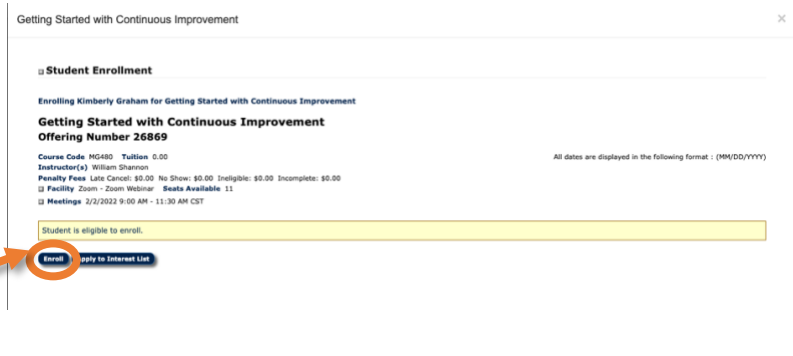 Getting Started with Continuous Improvement
×
Student Enrollment
Enrolling Kimberly Graham for Getting Started with Continuous Improvement
Getting Started with Continuous Improvement
Offering Number 26869
Course Code MG480 Tuition 0.00 All dates are displayed in the following format : (MM/DD/YYYY)
Instructor(s) William Shannon
Penalty Fees Late Cancel: $0.00 No Show: $0.00 Ineligible: $0.00 Incomplete: $0.00
Facility Zoom - Zoom Webinar Seats Available 11
Meetings 2/2/2022 9:00 AM - 11:30 AM CST
Student is eligible to enroll.
Enroll Apply to Interest List